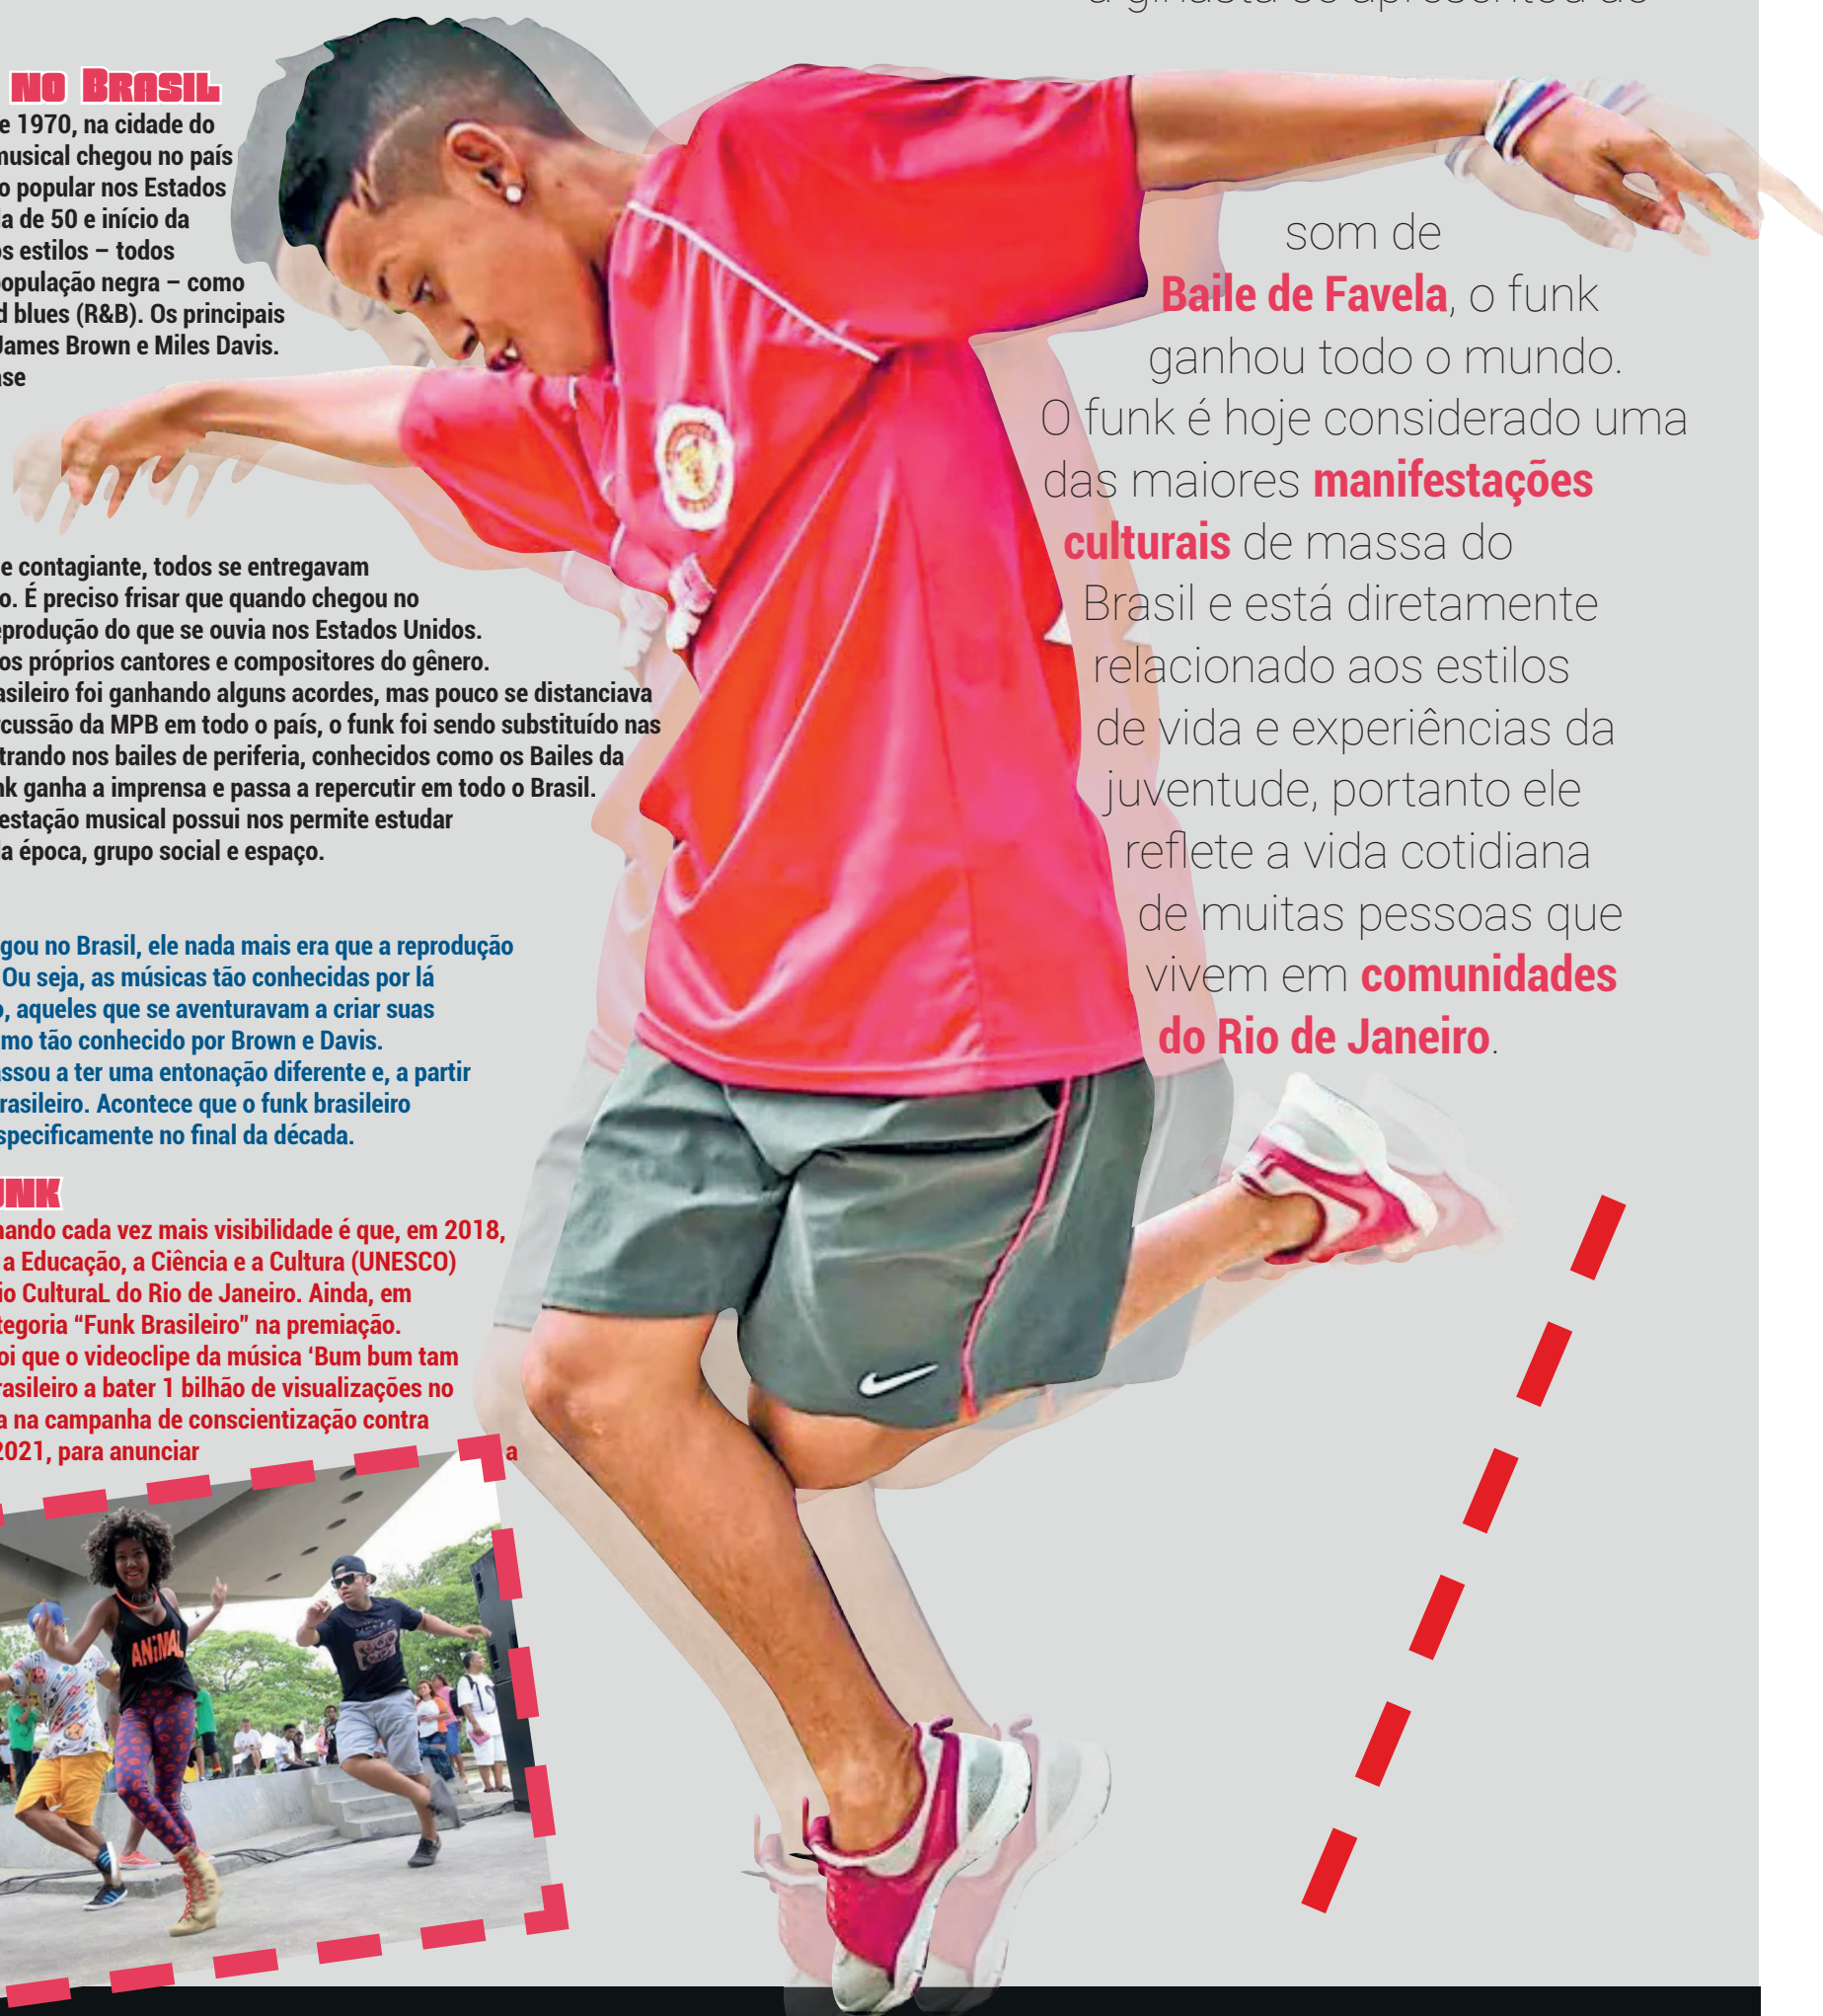 NO BRASIL
e 1970, na cidade do
musical chegou no país
o popular nos Estados
la de 50 e início da
os estilos – todos
população negra – como
d blues (R&B). Os principais
James Brown e Miles Davis.
ase
e contagiante, todos se entregavam
o. É preciso frisar que quando chegou no
eprodução do que se ouvia nos Estados Unidos.
os próprios cantores e compositores do gênero.
asileiro foi ganhando alguns acordes, mas pouco se distanciava
rcussão da MPB em todo o país, o funk foi sendo substituído nas
trando nos bailes de periferia, conhecidos como os Bailes da
nk ganha a imprensa e passa a repercutir em todo o Brasil.
estação musical possui nos permite estudar
la época, grupo social e espaço.
gou no Brasil, ele nada mais era que a reprodução
Ou seja, as músicas tão conhecidas por lá
o, aqueles que se aventuravam a criar suas
mo tão conhecido por Brown e Davis.
assou a ter uma entonação diferente e, a partir
brasileiro. Acontece que o funk brasileiro
specificamente no final da década.
UNK
hando cada vez mais visibilidade é que, em 2018,
a Educação, a Ciência e a Cultura (UNESCO)
io CulturaL do Rio de Janeiro. Ainda, em
tegoria “Funk Brasileiro” na premiação.
oi que o videoclipe da música ‘Bum bum tam
rasileiro a bater 1 bilhão de visualizações no
a na campanha de conscientização contra
2021, para anunciar a
ANIMAL
a ginasta se apresentou ao
som de
Baile de Favela, o funk
ganhou todo o mundo.
O funk é hoje considerado uma
das maiores manifestações
culturais de massa do
Brasil e está diretamente
relacionado aos estilos
de vida e experiências da
juventude, portanto ele
reflete a vida cotidiana
de muitas pessoas que
vivem em comunidades
do Rio de Janeiro.